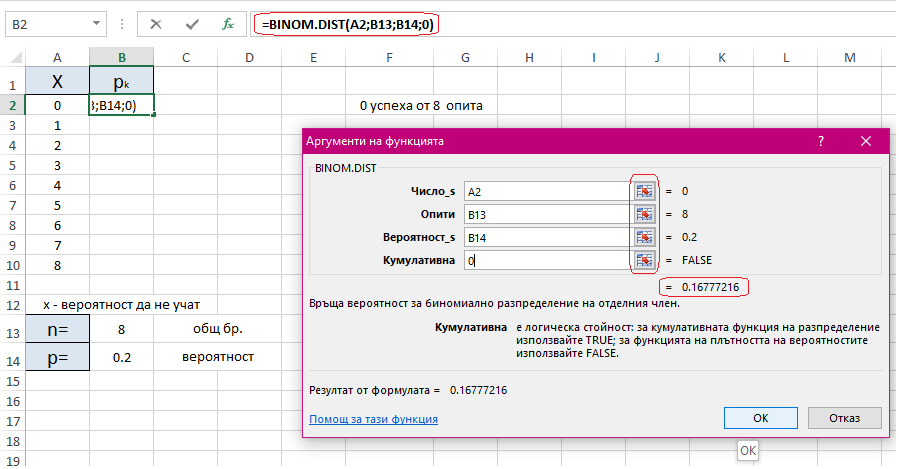 B2 =BINOM.DIST(A2;B13;B14;0)
A B C D E F G H I J K L M
1 X pk
2 0 3;B14;0) 0 успеха от 8 опита
3 1
4 2
5 3
6 4
7 5
8 6
9 7
10 8
11
12 x - вероятност да не учат
13 n= 8 общ бр.
14 p= 0.2 вероятност
15
16
17
18
19
Аргументи на функцията ?
BINOM.DIST
Число_s A2 = 0
Опити B13 = 8
Вероятност_s B14 = 0.2
Кумулативна 0 = FALSE
= 0.16777216
Връща вероятност за биномиално разпределение на отделния член.
Кумулативна е логическа стойност: за кумулативната функция на разпределение
използвайте TRUE; за функцията на плътността на вероятностите
използвайте FALSE.
Резултат от формулата = 0.16777216
Помощ за тази функция
OK Отказ
OK